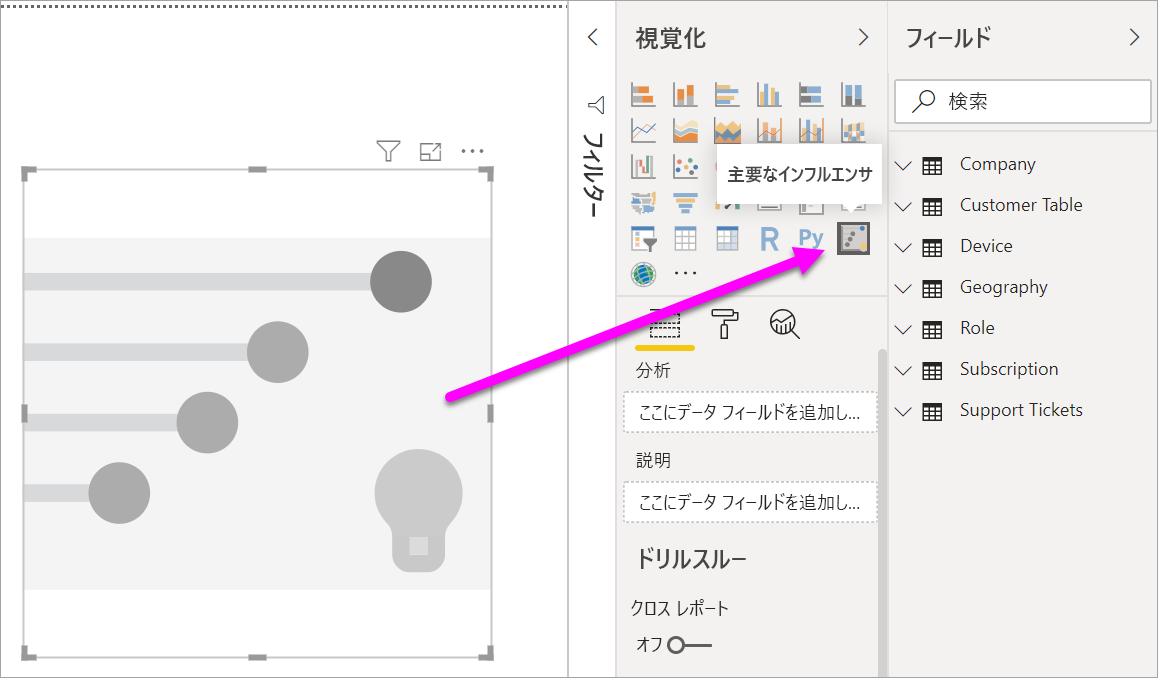 フィルター
視覚化
主要なインフルエンサ
R
Py
分析
ここにデータ フィールドを追加し...
説明
ここにデータ フィールドを追加し...
ドリルスルー
クロス レポート
オフ
フィールド
検索
Company
Customer Table
Device
Geography
Role
Subscription
Support Tickets